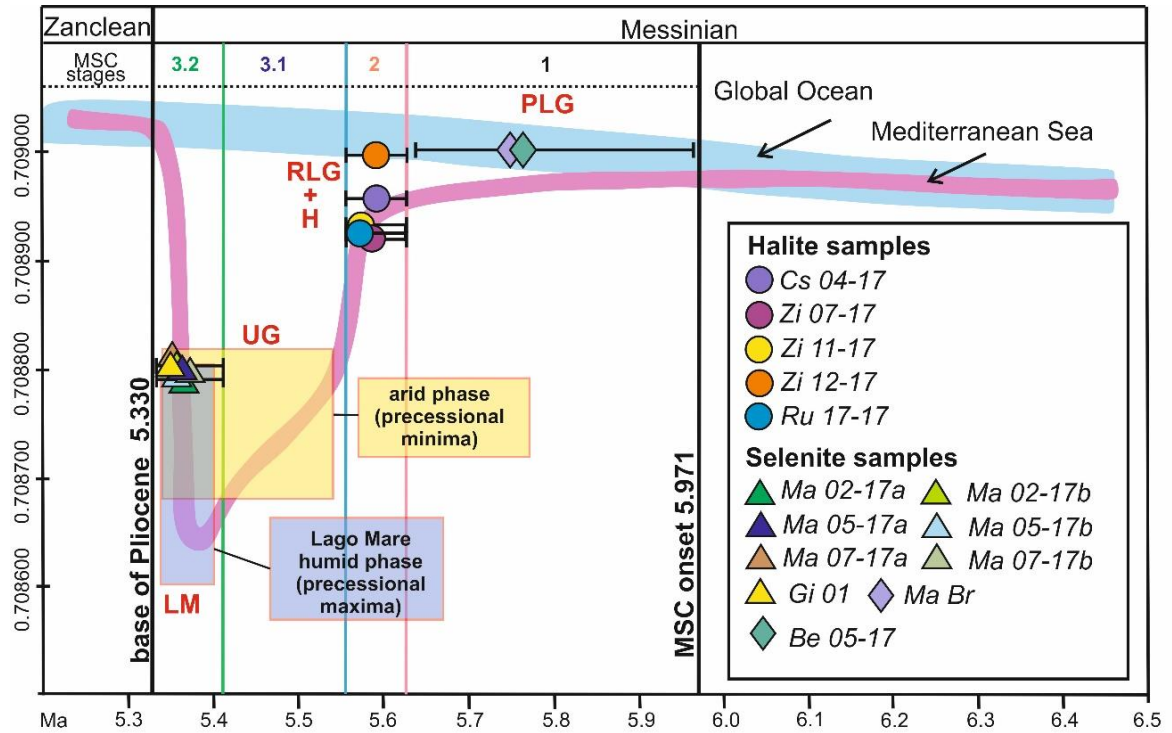 Zanclean
Messinian
MSC
stages
3.2
3.1
2
1
PLG
Global Ocean
Mediterranean Sea
RLG
+
H
UG
LM
0.709000
0.708900
0.708800
0.708700
0.708600
base of Pliocene 5.330
MSC onset 5.971
arid phase
(precessional
minima)
Lago Mare
humid phase
(precessional
maxima)
Halite samples
Cs 04-17
Zi 07-17
Zi 11-17
Zi 12-17
Ru 17-17
Selenite samples
Ma 02-17a Ma 02-17b
Ma 05-17a Ma 05-17b
Ma 07-17a Ma 07-17b
Gi 01 Ma Br
Be 05-17
Ma 5.3 5.4 5.5 5.6 5.7 5.8 5.9 6.0 6.1 6.2 6.3 6.4 6.5